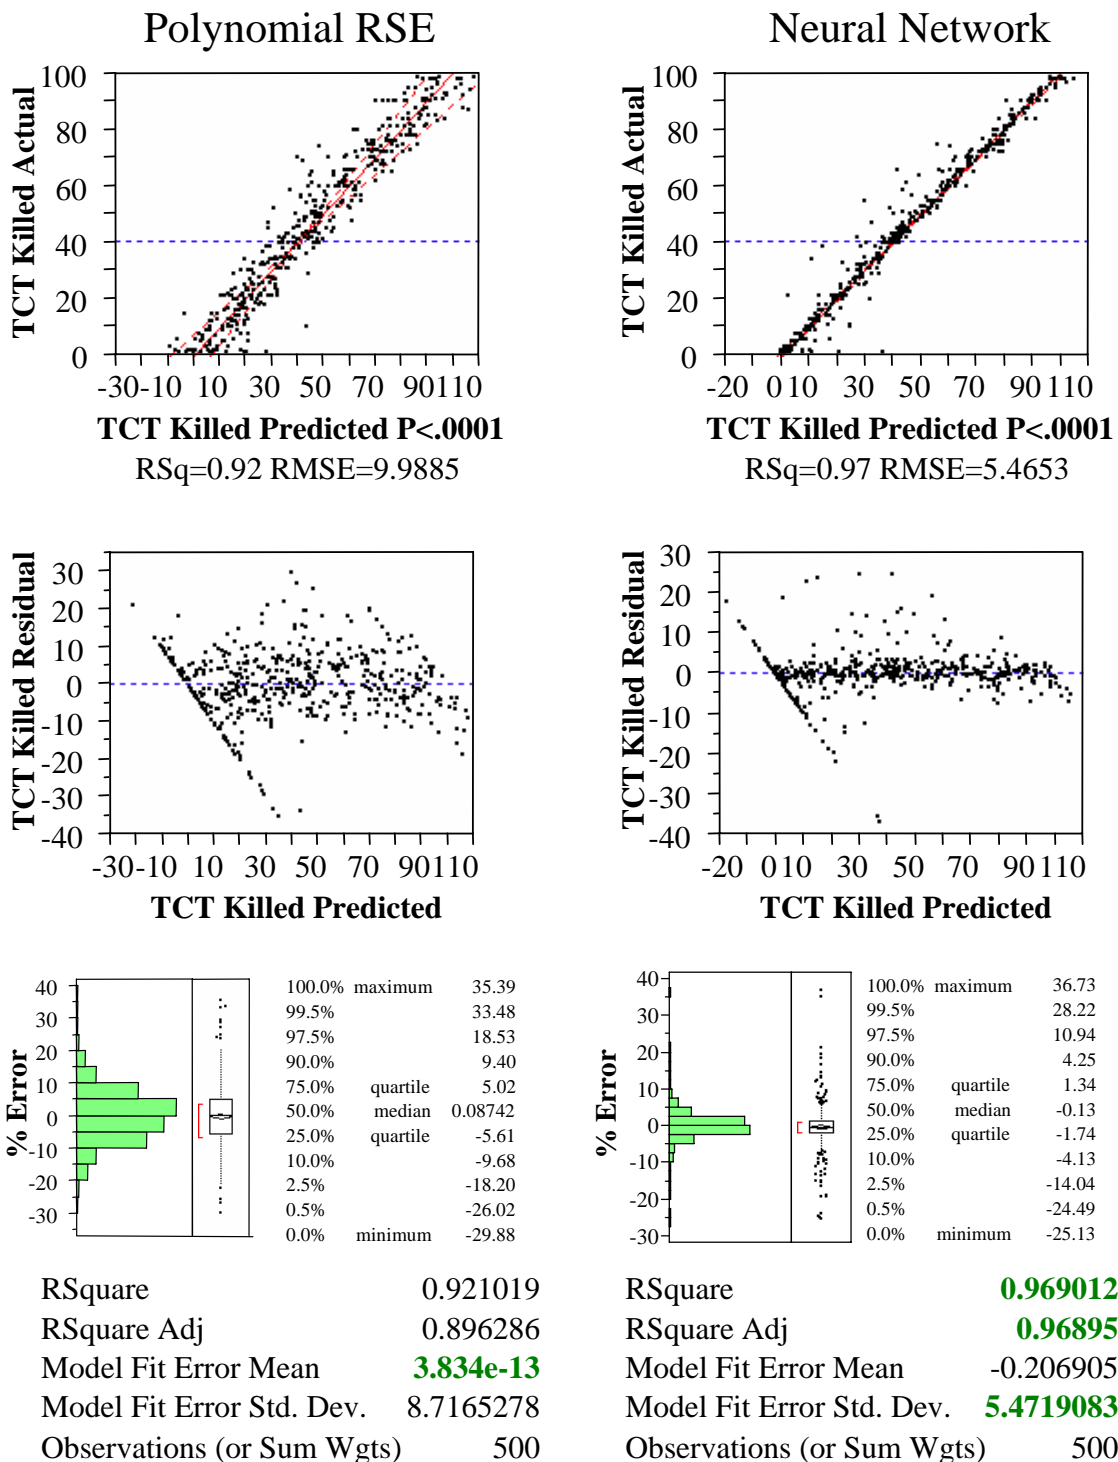 Polynomial RSE
TCT Killed Actual
100
80
60
40
20
0
-30 -10 10 30 50 70 90 110
TCT Killed Predicted P<.0001
RSq=0.92 RMSE=9.9885
Neural Network
TCT Killed Actual
100
80
60
40
20
0
-20 0 10 30 50 70 90 110
TCT Killed Predicted P<.0001
RSq=0.97 RMSE=5.4653
TCT Killed Residual
30
20
10
0
-10
-20
-30
-40
-30 -10 10 30 50 70 90 110
TCT Killed Predicted
TCT Killed Residual
30
20
10
0
-10
-20
-30
-40
-20 0 10 30 50 70 90 110
TCT Killed Predicted
% Error
40
30
20
10
0
-10
-20
-30
100.0% maximum 35.39
99.5% 33.48
97.5% 18.53
90.0% 9.40
75.0% quartile 5.02
50.0% median 0.08742
25.0% quartile -5.61
10.0% -9.68
2.5% -18.20
0.5% -26.02
0.0% minimum -29.88
% Error
40
30
20
10
0
-10
-20
-30
100.0% maximum 36.73
99.5% 28.22
97.5% 10.94
90.0% 4.25
75.0% quartile 1.34
50.0% median -0.13
25.0% quartile -1.74
10.0% -4.13
2.5% -14.04
0.5% -24.49
0.0% minimum -25.13
RSquare 0.921019
RSquare Adj 0.896286
Model Fit Error Mean 3.834e-13
Model Fit Error Std. Dev. 8.7165278
Observations (or Sum Wgts) 500
RSquare 0.969012
RSquare Adj 0.96895
Model Fit Error Mean -0.206905
Model Fit Error Std. Dev. 5.4719083
Observations (or Sum Wgts) 500